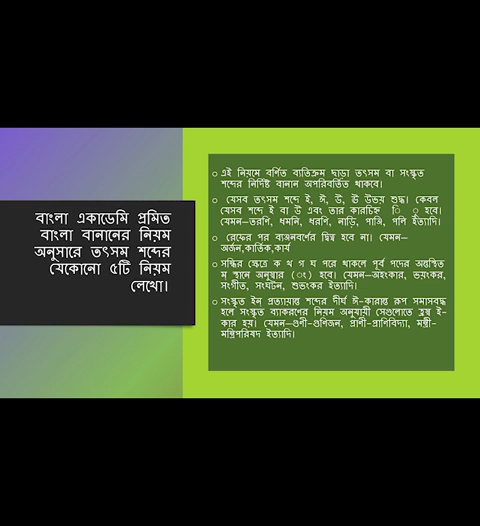 বাংলা একাডেমি প্রমিত
বাংলা বানানের নিয়ম
অনুসারে তৎসম শব্দের
যেকোনো ৫টি নিয়ম
লেখো।
এই নিয়মে বর্ণিত ব্যতিক্রম ছাড়া তৎসম বা সংস্কৃত
শব্দের নির্দিষ্ট বানান অপরিবর্তিত থাকবে।
যেসব তৎসম শব্দে ই, ঈ, উ, ঊ উভয় শুদ্ধ। কেবল
যেসব শব্দে ই বা উ এবং তার কারচিহ্ন ি ু হবে।
যেমন—তরণি, ধমনি, ধরণি, নাড়ি, পাঞ্জি, পলি ইত্যাদি।
রেফের পর ব্যঞ্জনবর্ণের দ্বিত্ব হবে না। যেমন—
অর্জন,কার্তিক,কার্য
সন্ধির ক্ষেত্রে ক খ গ ঘ পরে থাকলে পূর্ব পদের অন্তস্থিত
ম্ স্থানে অনুস্বার (ং) হবে। যেমন—অহংকার, ভয়ংকর,
সংগীত, সংঘটন, শুভংকর ইত্যাদি।
সংস্কৃত ইন্ প্রত্যয়ান্ত শব্দের দীর্ঘ ঈ-কারান্ত রূপ সমাসবদ্ধ
হলে সংস্কৃত ব্যাকরণের নিয়ম অনুযায়ী সেগুলোতে হ্রস্ব ই-
কার হয়। যেমন—গুণী-গুণিজন, প্রাণী-প্রাণিবিদ্যা, মন্ত্রী-
মন্ত্রিপরিষদ ইত্যাদি।